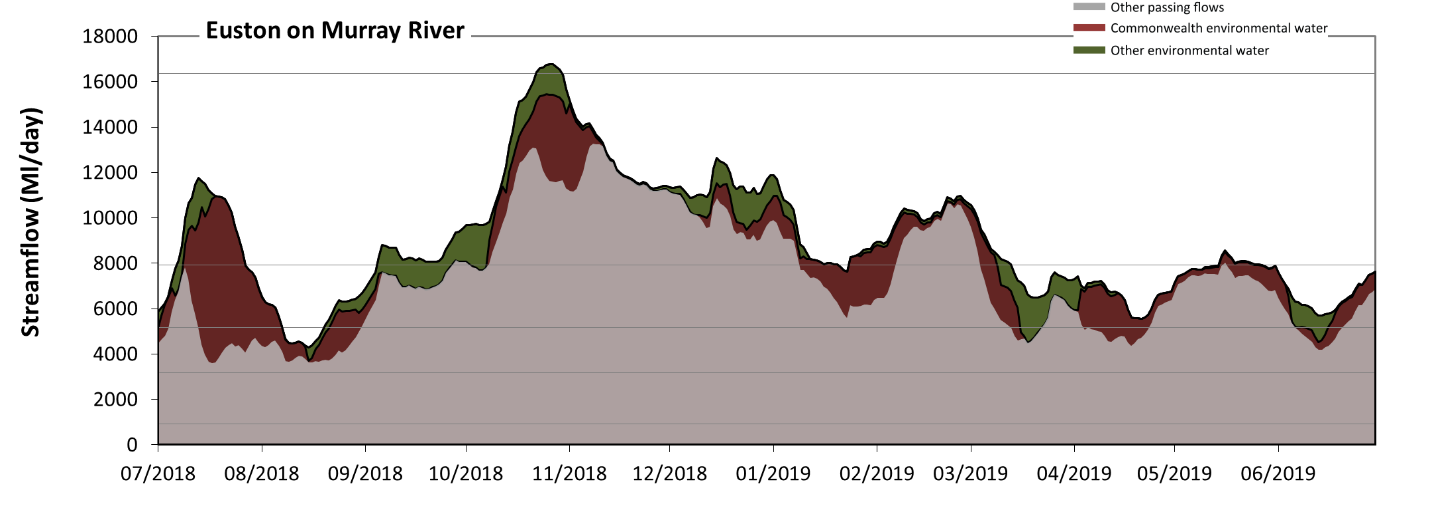 Other passing flows
Euston on Murray River
Commonwealth environmental water
Other environmental water
Streamflow (Ml/day)
18000
16000
14000
12000
10000
8000
6000
4000
2000
0
07/2018 08/2018 09/2018 10/2018 11/2018 12/2018 01/2019 02/2019 03/2019 04/2019 05/2019 06/2019